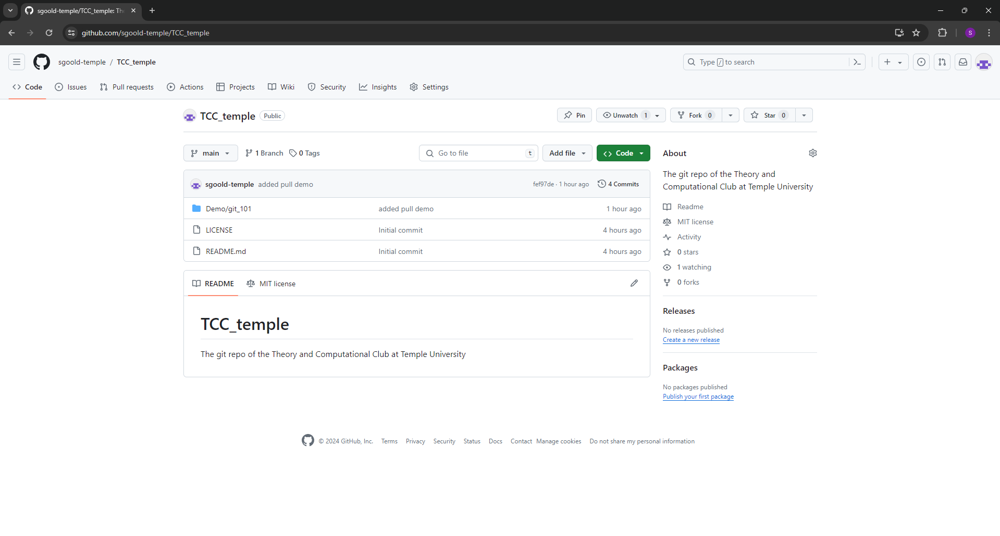 sgoold-temple/TCC_temple: Th
github.com/sgoold-temple/TCC_temple
S
sgoold-temple / TCC_temple
Type / to search
Code Issues Pull requests Actions Projects Wiki Security Insights Settings
TCC_temple Public
Pin Unwatch 1 Fork 0 Star 0
main 1 Branch 0 Tags Go to file t Add file Code
sgoold-temple added pull demo fef97de · 1 hour ago 4 Commits
Demo/git_101 added pull demo 1 hour ago
LICENSE Initial commit 4 hours ago
README.md Initial commit 4 hours ago
README MIT license
TCC_temple
The git repo of the Theory and Computational Club at Temple University
About
The git repo of the Theory and
Computational Club at Temple University
Readme
MIT license
Activity
0 stars
1 watching
0 forks
Releases
No releases published
Create a new release
Packages
No packages published
Publish your first package
© 2024 GitHub, Inc. Terms Privacy Security Status Docs Contact Manage cookies Do not share my personal information